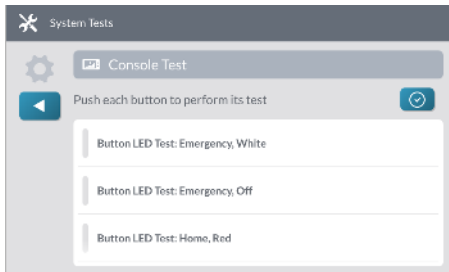 System Tests
Console Test
Push each button to perform its test
Button LED Test: Emergency, White
Button LED Test: Emergency, Off
Button LED Test: Home, Red